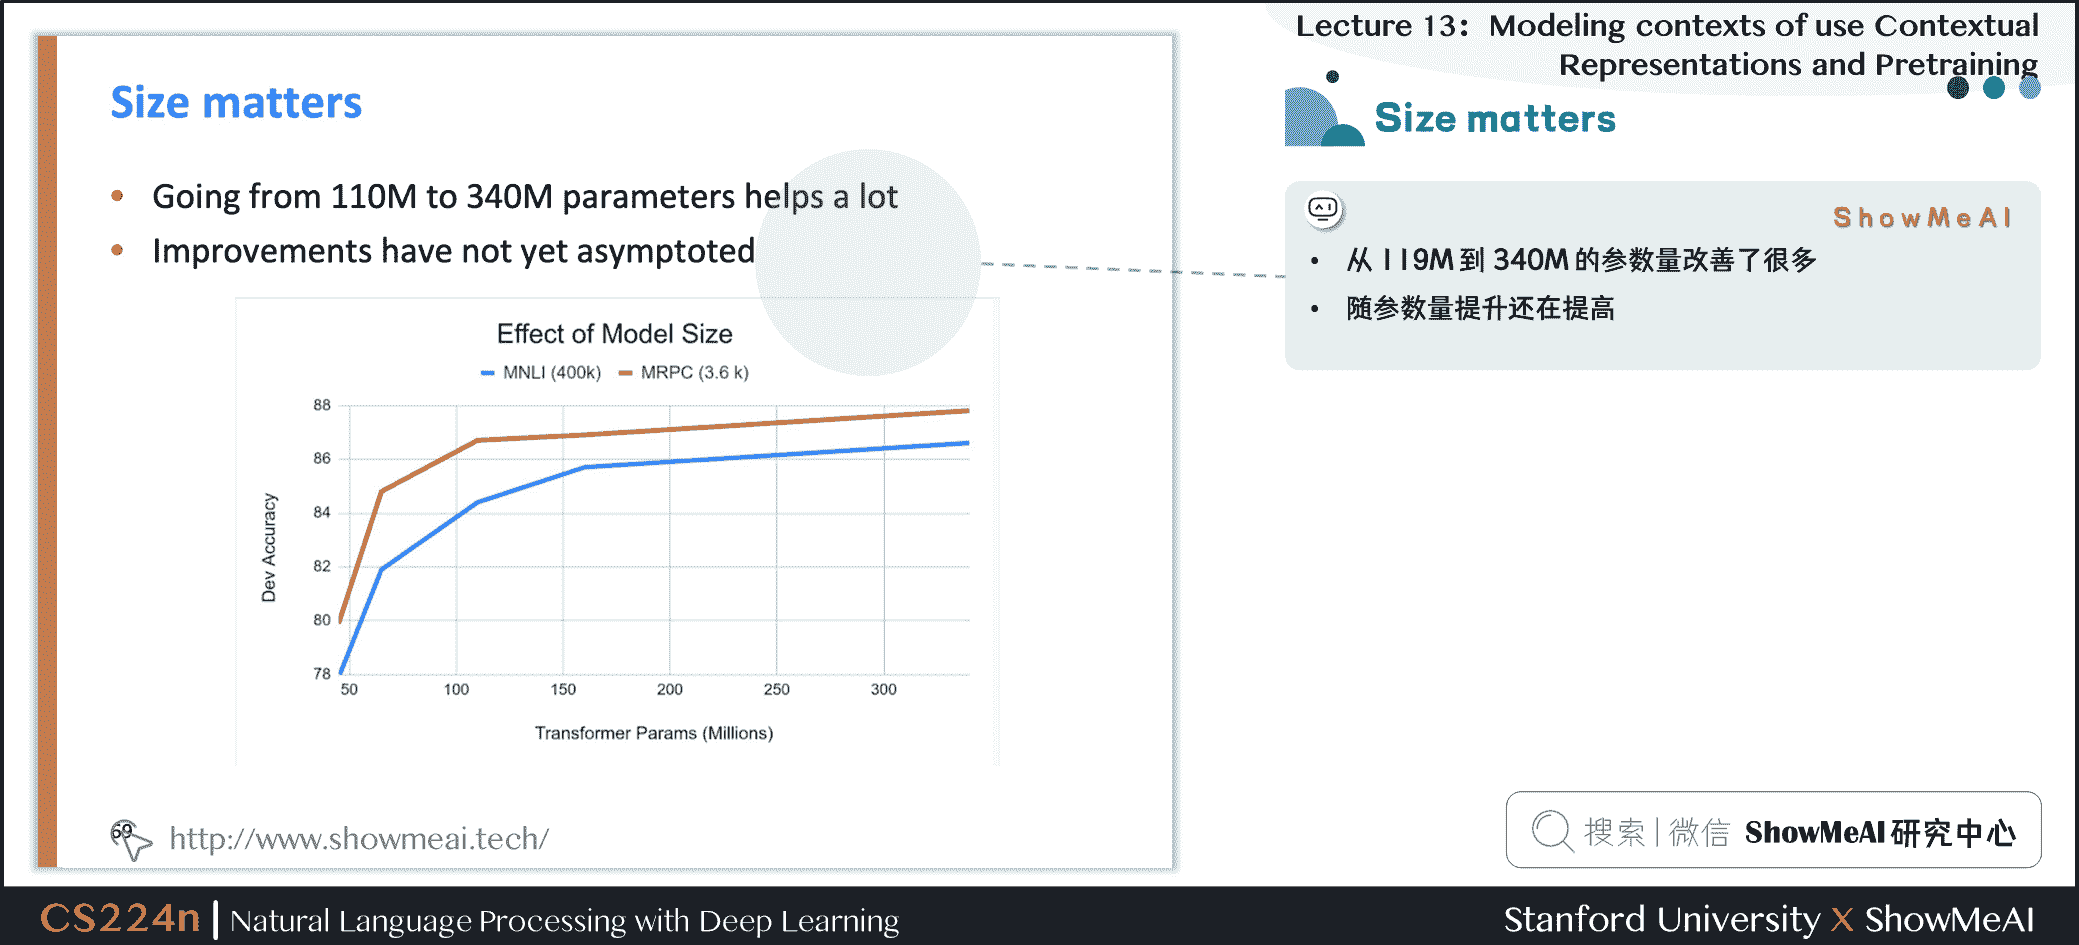 Lecture 13: Modeling contexts of use Contextual
Representations and Pretraining
Size matters
• Going from 110M to 340M parameters helps a lot
• Improvements have not yet asymptoted
Effect of Model Size
MNLI (400k) MRPC (3.6 k)
88
86
84
82
80
78
Dev Accuracy
50 100 150 200 250 300
Transformer Params (Millions)
69
http://www.showmeai.tech/
Size matters
ShowMeAI
• 从 119M 到 340M 的参数量改善了很多
• 随参数量提升还在提高
搜索 | 微信 ShowMeAI 研究中心
CS224n | Natural Language Processing with Deep Learning
Stanford University X ShowMeAI